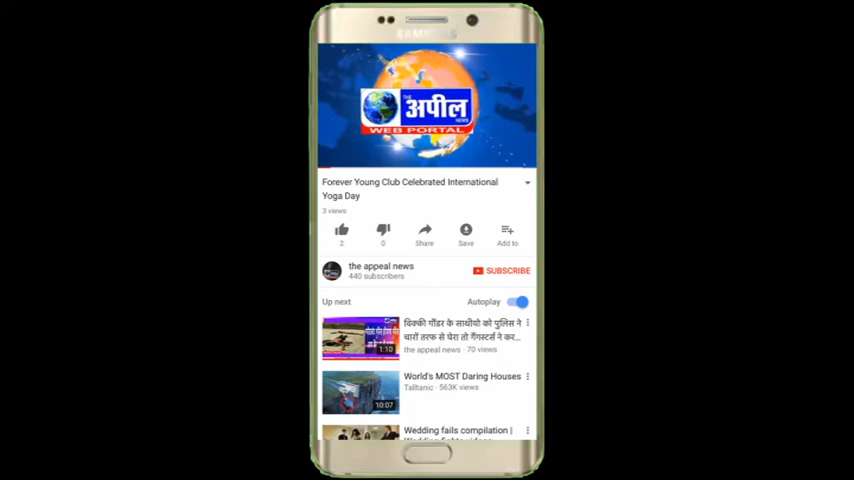 SAMSUNG
THE
अपील
NEWS
WEB PORTAL
Forever Young Club Celebrated International
Yoga Day
3 views
2
0
Share
Save
Add to
the appeal news
440 subscribers
SUBSCRIBE
Up next
Autoplay
विक्की गौंडर के साथीयो को पुलिस ने
चारों तरफ से घेरा तो गैंगस्टर्स ने कर...
the appeal news · 70 views
1:10
World's MOST Daring Houses
Talltanic · 563K views
10:07
Wedding fails compilation |